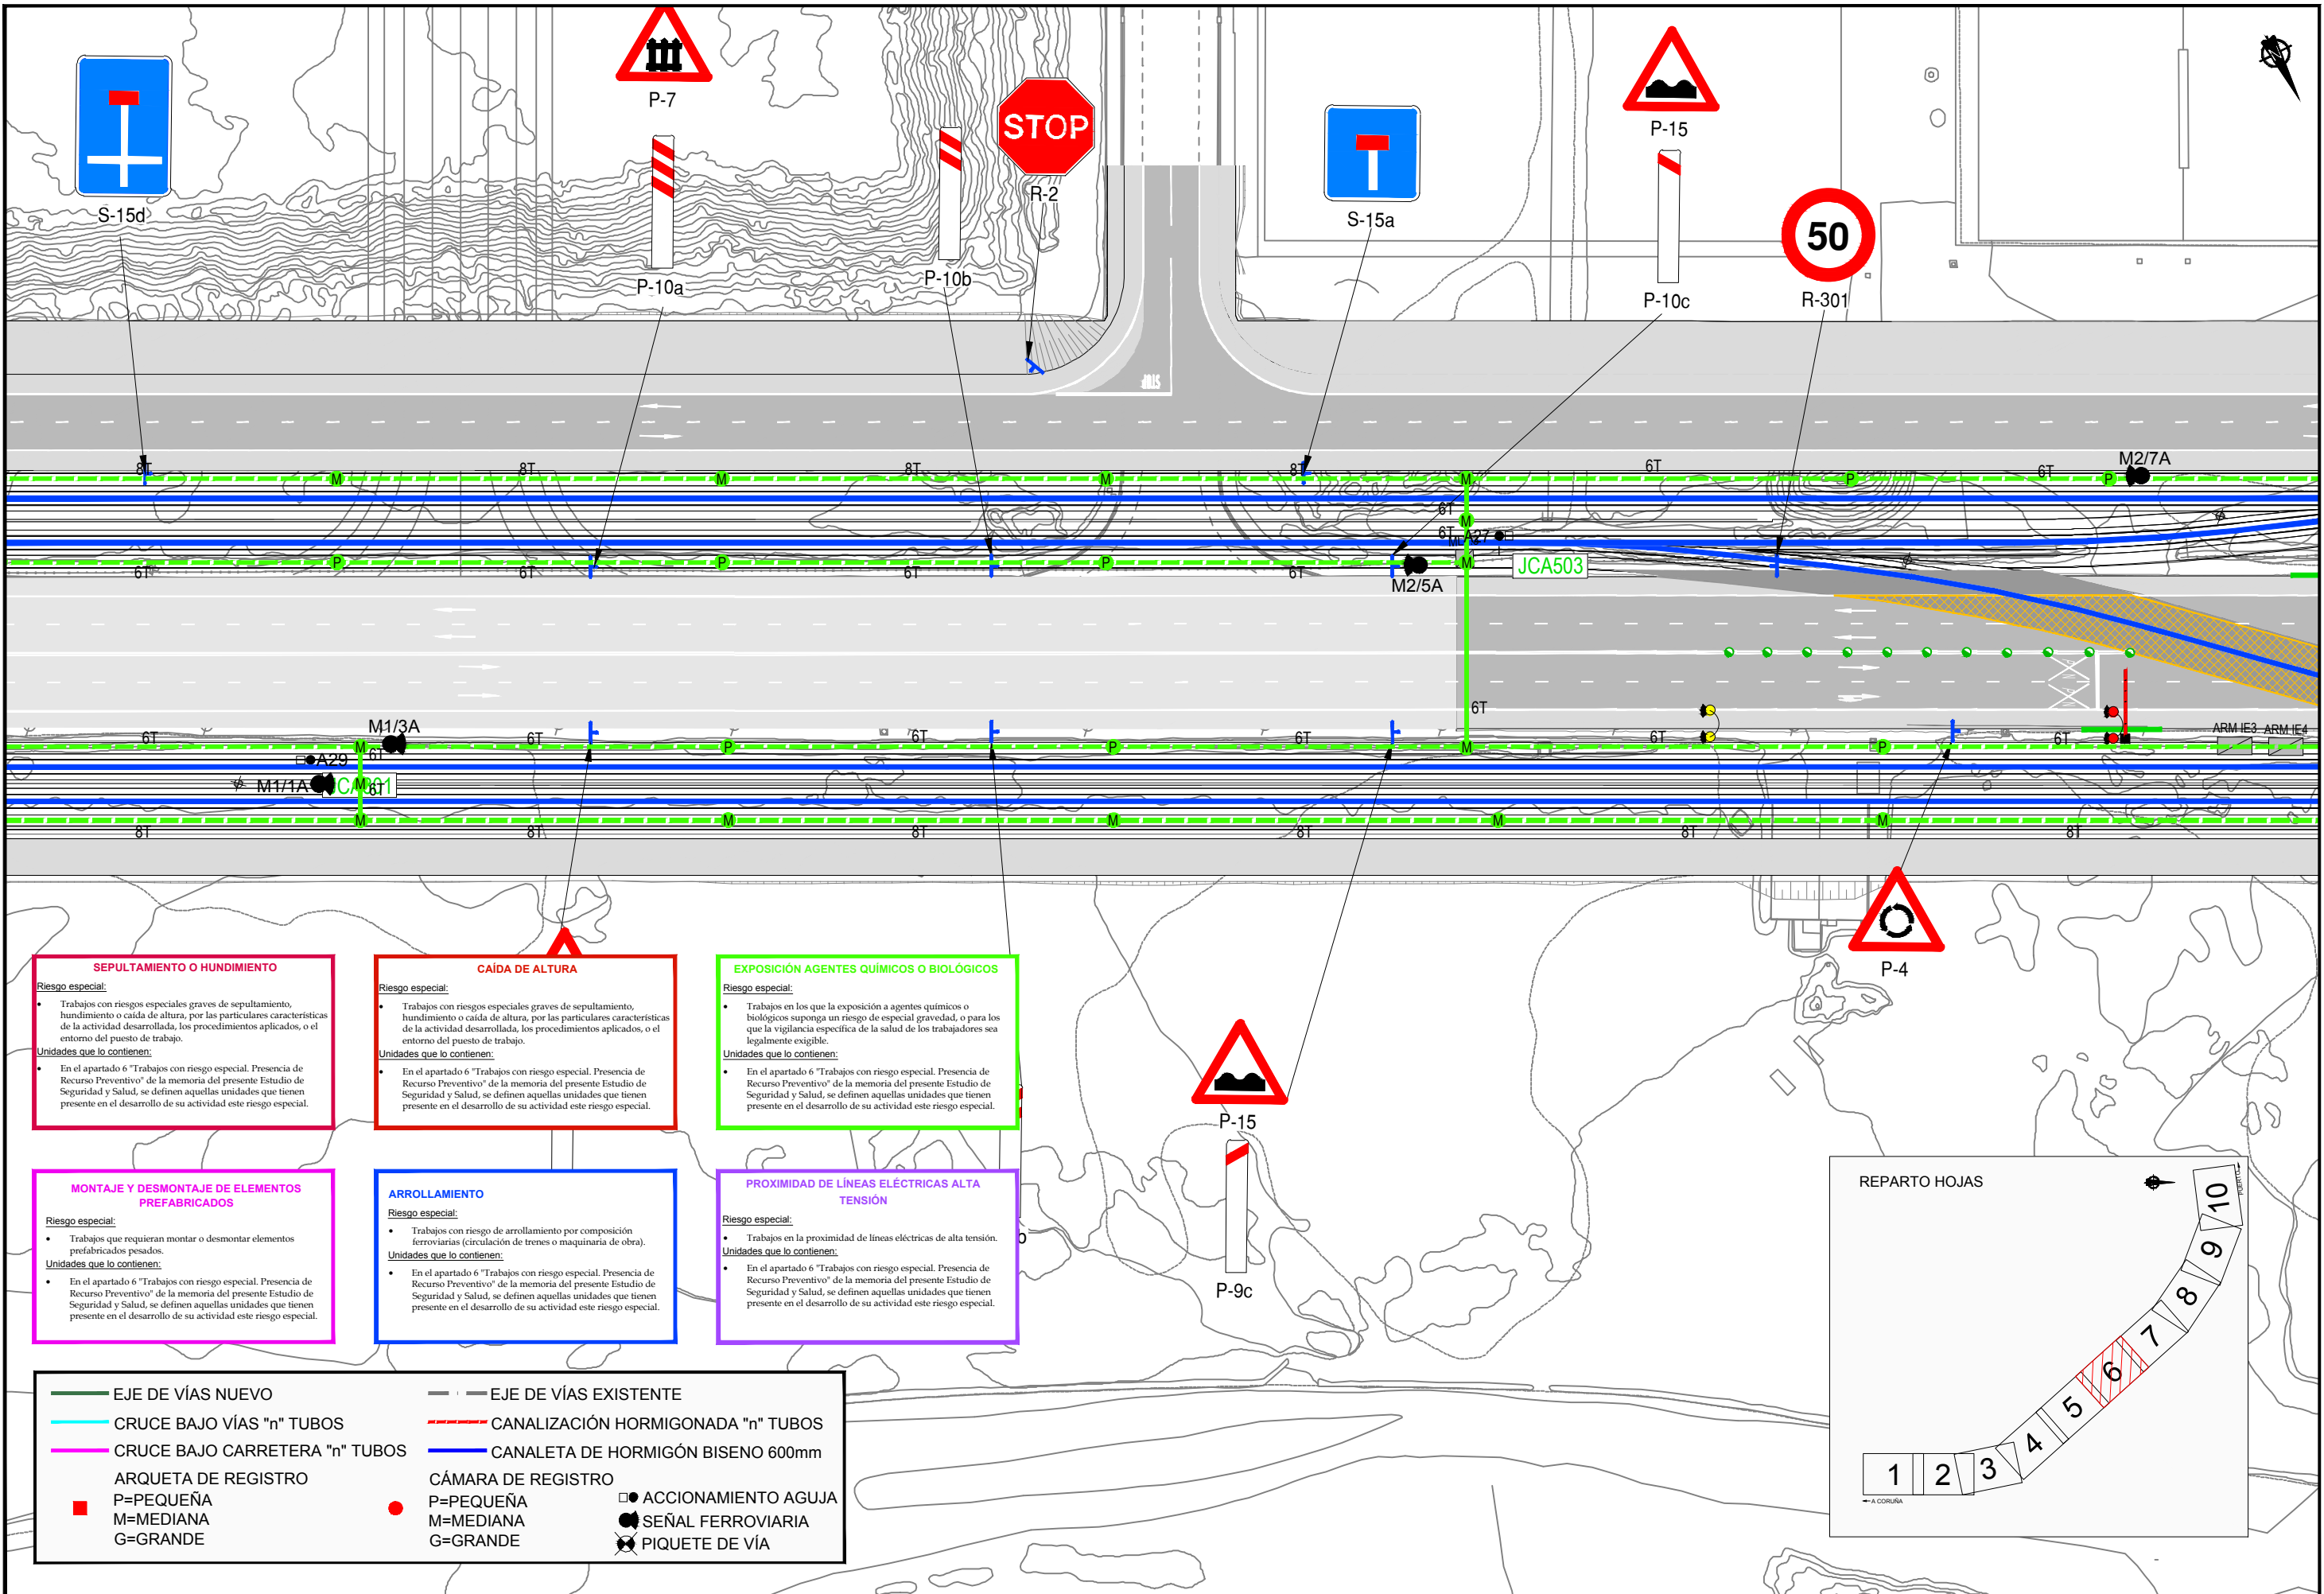 P-7
S-15d
P-10a
P-10b
STOP
R-2
S-15a
P-15
P-10c
50
R-301
STOP
8T
8T
8T
8T
6T
6T
M2/7A
M
M
M
M
P
P
6T
M
6T
A27
P
P
M
6T
6T
6T
6T
M2/5A
JCA503
6T
M1/3A
6T
6T
6T
6T
6T
6T
ARM IE3
ARM IE4
M
P
P
M
P
6T
A29
M1/1A
M
6T
M
M
M
M
M
8T
8T
8T
8T
8T
8T
P-4
SEPULTAMIENTO O HUNDIMIENTO
Riesgo especial:
• Trabajos con riesgos especiales graves de sepultamiento,
hundimiento o caída de altura, por las particulares características
de la actividad desarrollada, los procedimientos aplicados, o el
entorno del puesto de trabajo.
Unidades que lo contienen:
• En el apartado 6 "Trabajos con riesgo especial. Presencia de
Recurso Preventivo" de la memoria del presente Estudio de
Seguridad y Salud, se definen aquellas unidades que tienen
presente en el desarrollo de su actividad este riesgo especial.
CAÍDA DE ALTURA
Riesgo especial:
• Trabajos con riesgos especiales graves de sepultamiento,
hundimiento o caída de altura, por las particulares características
de la actividad desarrollada, los procedimientos aplicados, o el
entorno del puesto de trabajo.
Unidades que lo contienen:
• En el apartado 6 "Trabajos con riesgo especial. Presencia de
Recurso Preventivo" de la memoria del presente Estudio de
Seguridad y Salud, se definen aquellas unidades que tienen
presente en el desarrollo de su actividad este riesgo especial.
EXPOSICIÓN AGENTES QUÍMICOS O BIOLÓGICOS
Riesgo especial:
• Trabajos en los que la exposición a agentes químicos o
biológicos suponga un riesgo de especial gravedad, o para los
que la vigilancia específica de la salud de los trabajadores sea
legalmente exigible.
Unidades que lo contienen:
• En el apartado 6 "Trabajos con riesgo especial. Presencia de
Recurso Preventivo" de la memoria del presente Estudio de
Seguridad y Salud, se definen aquellas unidades que tienen
presente en el desarrollo de su actividad este riesgo especial.
P-15
P-9c
MONTAJE Y DESMONTAJE DE ELEMENTOS
PREFABRICADOS
Riesgo especial:
• Trabajos que requieran montar o desmontar elementos
prefabricados pesados.
Unidades que lo contienen:
• En el apartado 6 "Trabajos con riesgo especial. Presencia de
Recurso Preventivo" de la memoria del presente Estudio de
Seguridad y Salud, se definen aquellas unidades que tienen
presente en el desarrollo de su actividad este riesgo especial.
ARROLLAMIENTO
Riesgo especial:
• Trabajos con riesgo de arrollamiento por composición
ferroviarias (circulación de trenes o maquinaria de obra).
Unidades que lo contienen:
• En el apartado 6 "Trabajos con riesgo especial. Presencia de
Recurso Preventivo" de la memoria del presente Estudio de
Seguridad y Salud, se definen aquellas unidades que tienen
presente en el desarrollo de su actividad este riesgo especial.
PROXIMIDAD DE LÍNEAS ELÉCTRICAS ALTA
TENSIÓN
Riesgo especial:
• Trabajos en la proximidad de líneas eléctricas de alta tensión.
Unidades que lo contienen:
• En el apartado 6 "Trabajos con riesgo especial. Presencia de
Recurso Preventivo" de la memoria del presente Estudio de
Seguridad y Salud, se definen aquellas unidades que tienen
presente en el desarrollo de su actividad este riesgo especial.
REPARTO HOJAS
PUERTO
10
9
8
7
6
5
4
3
2
1
A CORUÑA
EJE DE VÍAS NUEVO
CRUCE BAJO VÍAS "n" TUBOS
CRUCE BAJO CARRETERA "n" TUBOS
ARQUETA DE REGISTRO
P=PEQUEÑA
M=MEDIANA
G=GRANDE
EJE DE VÍAS EXISTENTE
CANALIZACIÓN HORMIGONADA "n" TUBOS
CANALETA DE HORMIGÓN BISENO 600mm
CÁMARA DE REGISTRO
P=PEQUEÑA
M=MEDIANA
G=GRANDE
ACCIONAMIENTO AGUJA
SEÑAL FERROVIARIA
PIQUETE DE VÍA